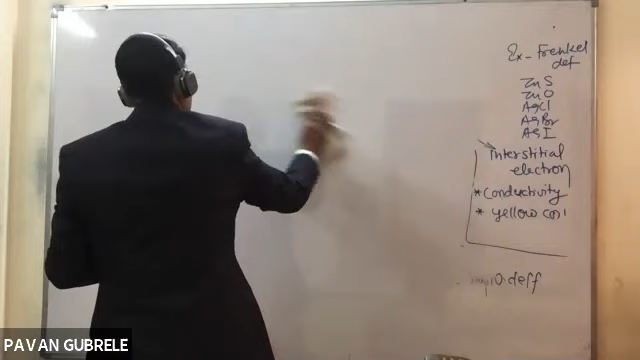 Ex- Frenkel
def
ZnS
ZnO
AgCl
AgBr
AgI
Interstitial
electron
* Conductivity
* yellow col
deff
PAVAN GUBRELE